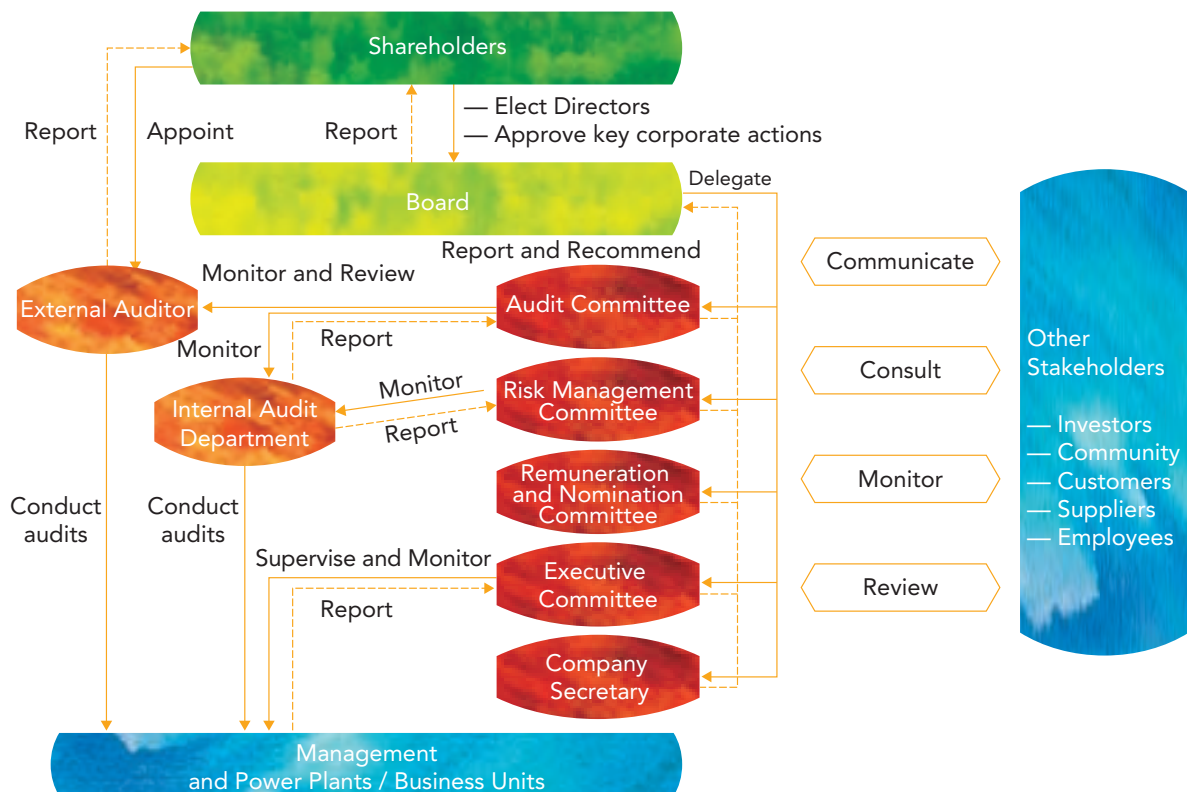 Shareholders
Report
Appoint
Report
— Elect Directors
— Approve key corporate actions
Board
Delegate
Report and Recommend
Communicate
Monitor and Review
External Auditor
Audit Committee
Monitor
Report
Consult
Other
Stakeholders
— Investors
— Community
— Customers
— Suppliers
— Employees
Monitor
Risk Management
Committee
Internal Audit
Department
Report
Remuneration
and Nomination
Committee
Monitor
Conduct
audits
Conduct
audits
Supervise and Monitor
Executive
Committee
Report
Review
Company
Secretary
Management
and Power Plants / Business Units